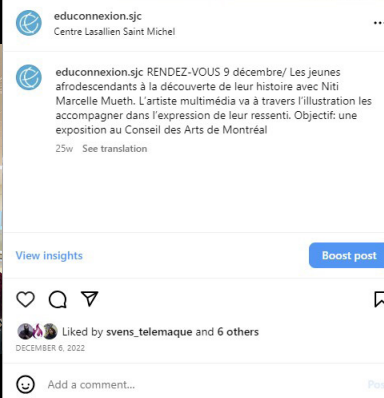 educonnexion.sjc
Centre Lasallien Saint Michel
educonnexion.sjc RENDEZ-VOUS 9 décembre/ Les jeunes
afrodescendants à la découverte de leur histoire avec Niti
Marcelle Mueth. L'artiste multimédia va à travers l'illustration les
accompagner dans l'expression de leur ressenti. Objectif: une
exposition au Conseil des Arts de Montréal
25w See translation
View insights
Boost post
Liked by svens_telemaque and 6 others
DECEMBER 6, 2022
Add a comment...
Pos